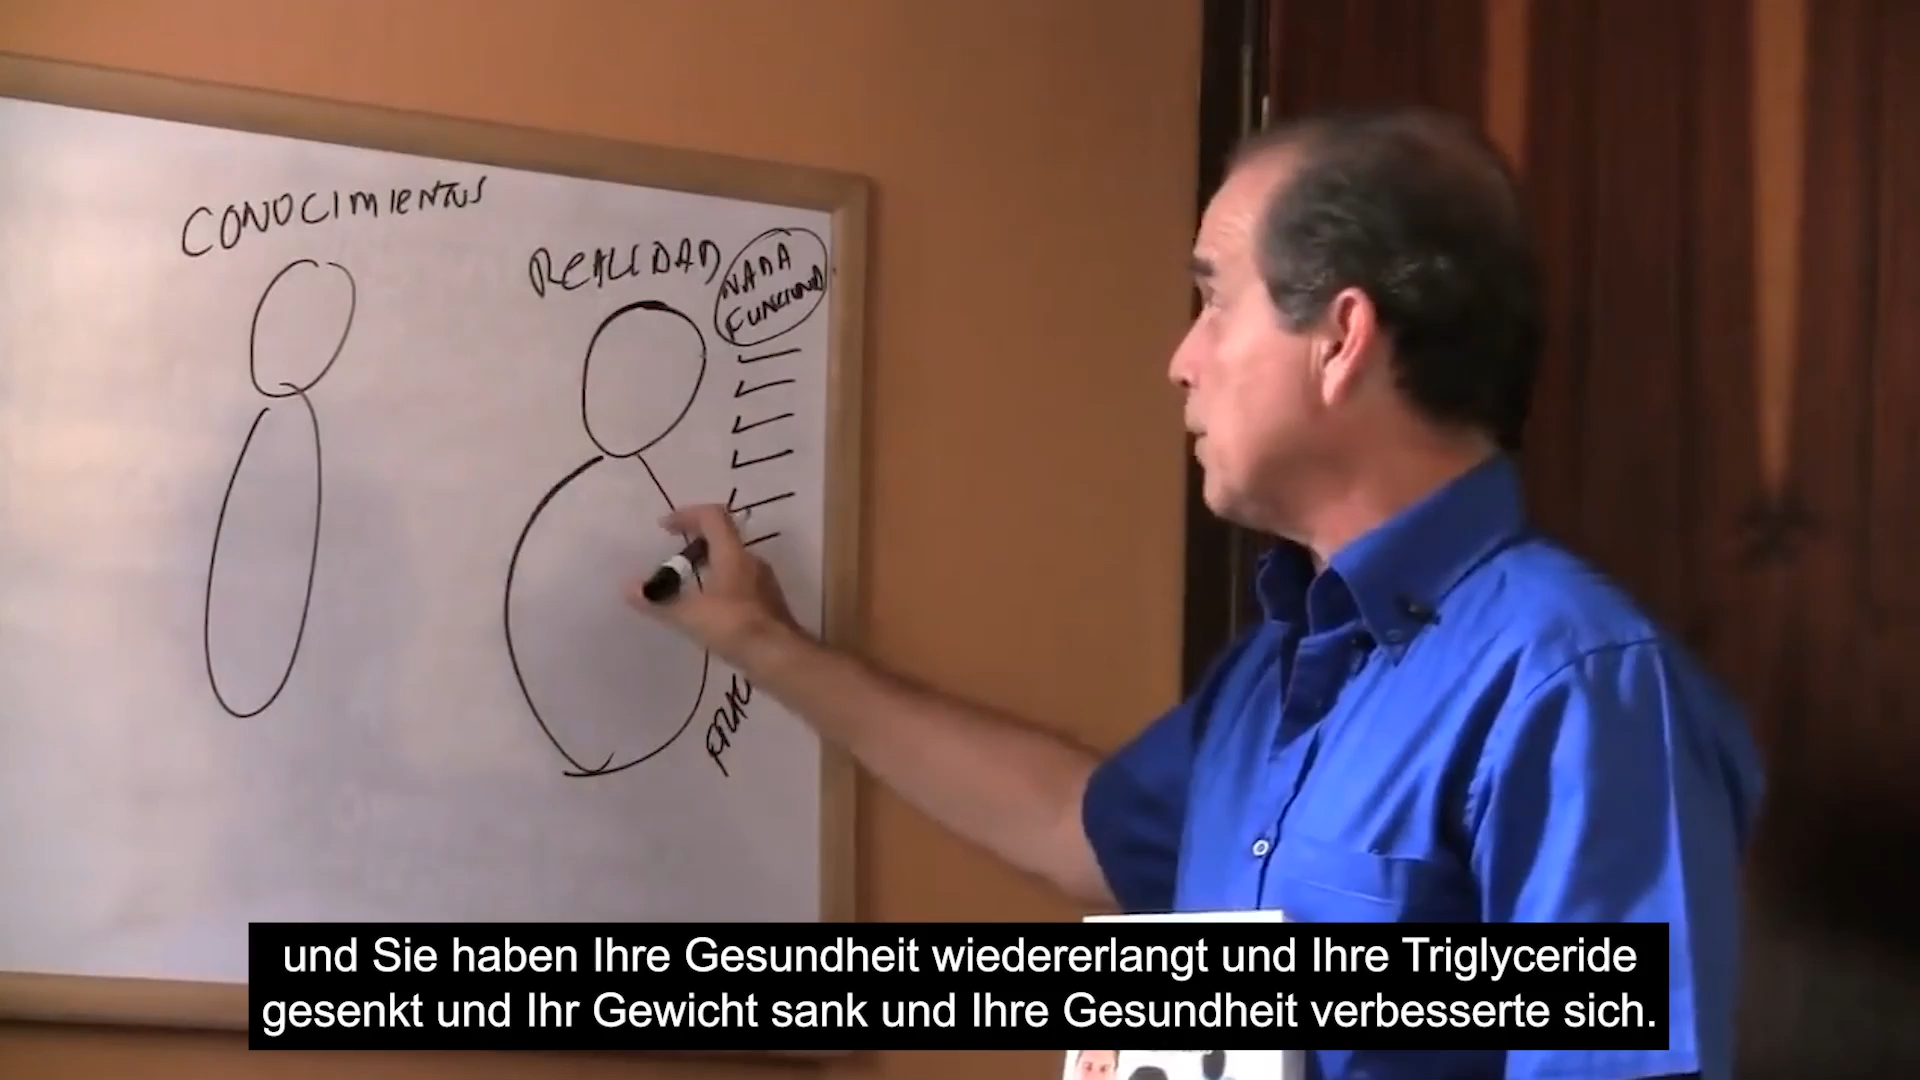 CONOCIMIENTOS
REALIDAD
NADA
FUNCIONA
und Sie haben Ihre Gesundheit wiedererlangt und Ihre Triglyceride
gesenkt und Ihr Gewicht sank und Ihre Gesundheit verbesserte sich.